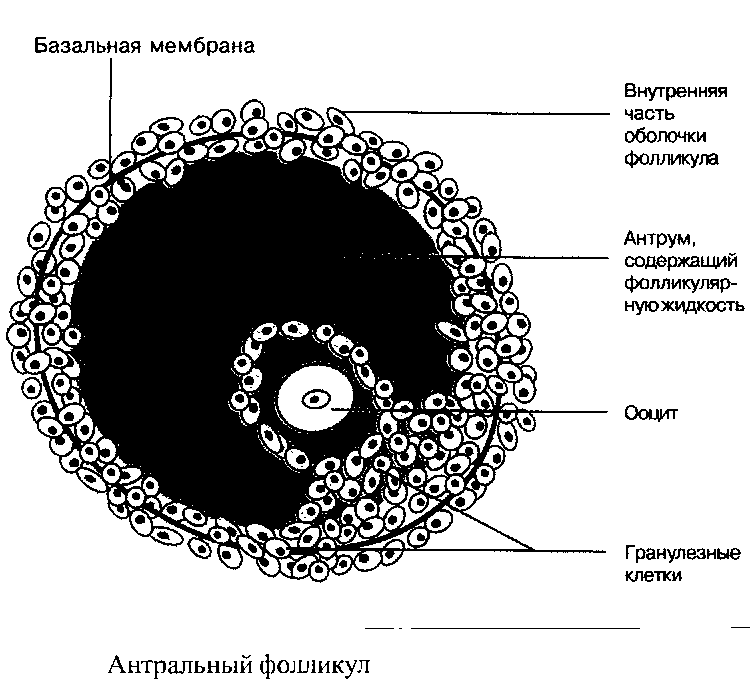 Базальная мембрана
Внутренняя
часть
оболочки
фолликула
Антрум,
содержащий
фолликуляр-
ную жидкость
Ооцит
Гранулезные
клетки
Антральный фолликул